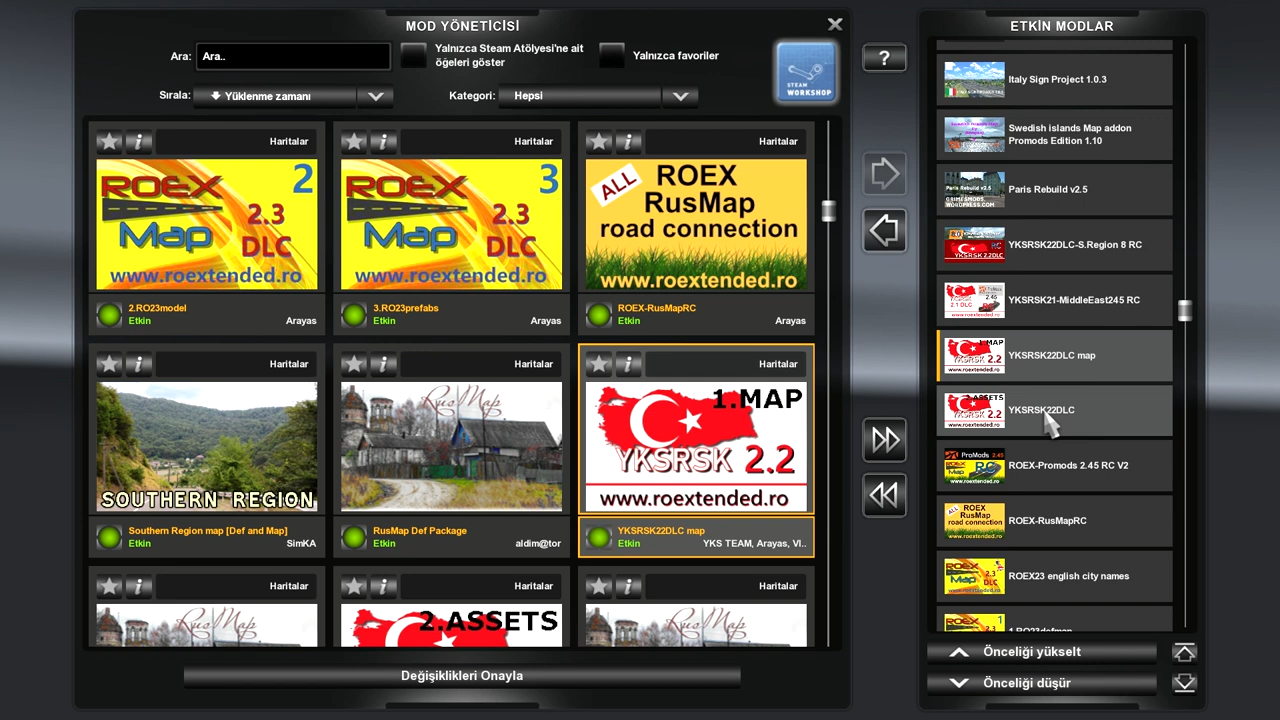 MOD YÖNETİCİSİ
Ara:
Ara..
Yalnızca Steam Atölyesi'ne ait
öğeleri göster
Yalnızca favoriler
STEAM
WORKSHOP
Sırala:
Yüklenme zamanı
Kategori:
Hepsi
Haritalar
Haritalar
Haritalar
ROEX
2
Map
2.3
DLC
www.roextended.ro
ROEX
3
Map
2.3
DLC
www.roextended.ro
ALL
ROEX
RusMap
road connection
www.roextended.ro
2.RO23model
Etkin
Arayas
3.RO23prefabs
Etkin
Arayas
ROEX-RusMapRC
Etkin
Arayas
Haritalar
Haritalar
Haritalar
SOUTHERN REGION
RusMap
1.MAP
YKSRSK 2.2
www.roextended.ro
Southern Region map [Def and Map]
Etkin
SimKA
RusMap Def Package
Etkin
aldim@tor
YKSRSK22DLC map
Etkin
YKS TEAM, Arayas, VI..
Haritalar
Haritalar
Haritalar
RusMap
2.ASSETS
RusMap
Değişiklikleri Onayla
?
ETKİN MODLAR
Italy Sign Project 1.0.3
Swedish islands Map addon
Promods Edition 1.10
Paris Rebuild v2.5
YKSRSK22DLC-S.Region 8 RC
YKSRSK21-MiddleEast245 RC
YKSRSK22DLC map
YKSRSK22DLC
ROEX-Promods 2.45 RC V2
ROEX-RusMapRC
ROEX23 english city names
1.RO23defmap
Önceliği yükselt
Önceliği düşür